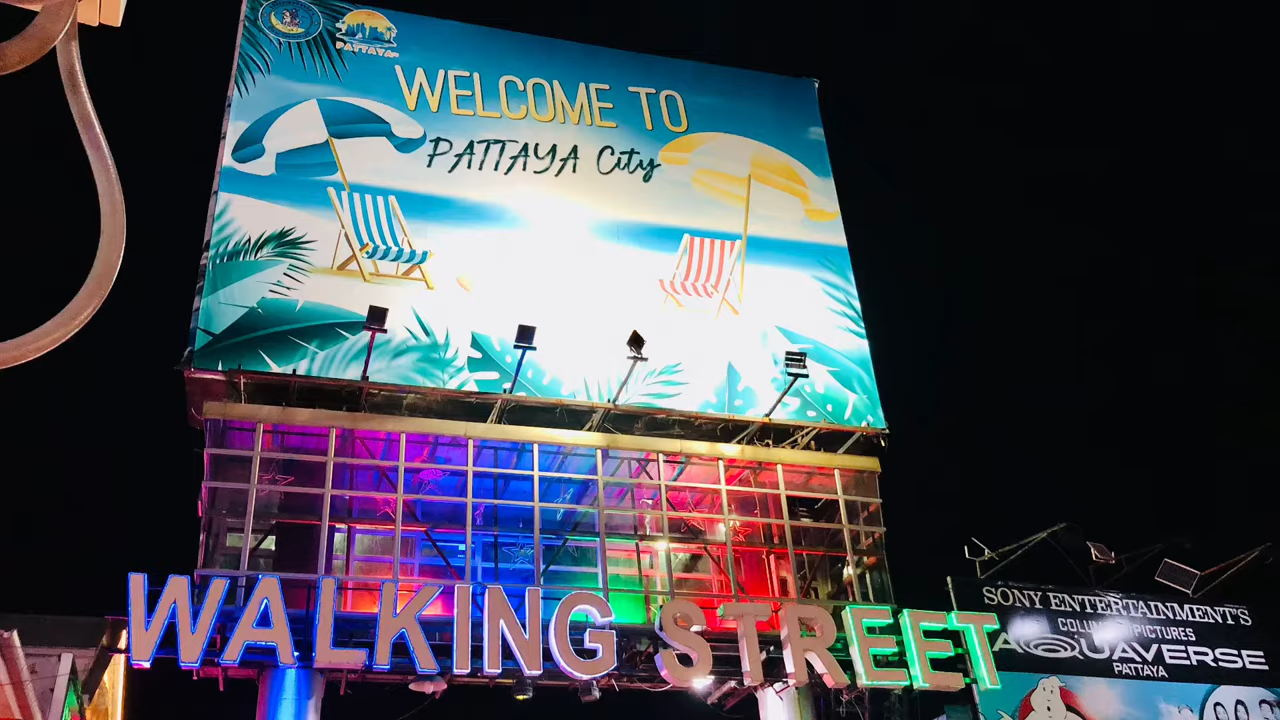 PATTAYA
WELCOME TO
PATTAYA City
WALKING STREET
SONY ENTERTAINMENT'S
COLUMBIA PICTURES
AQUAVERSE
PATTAYA